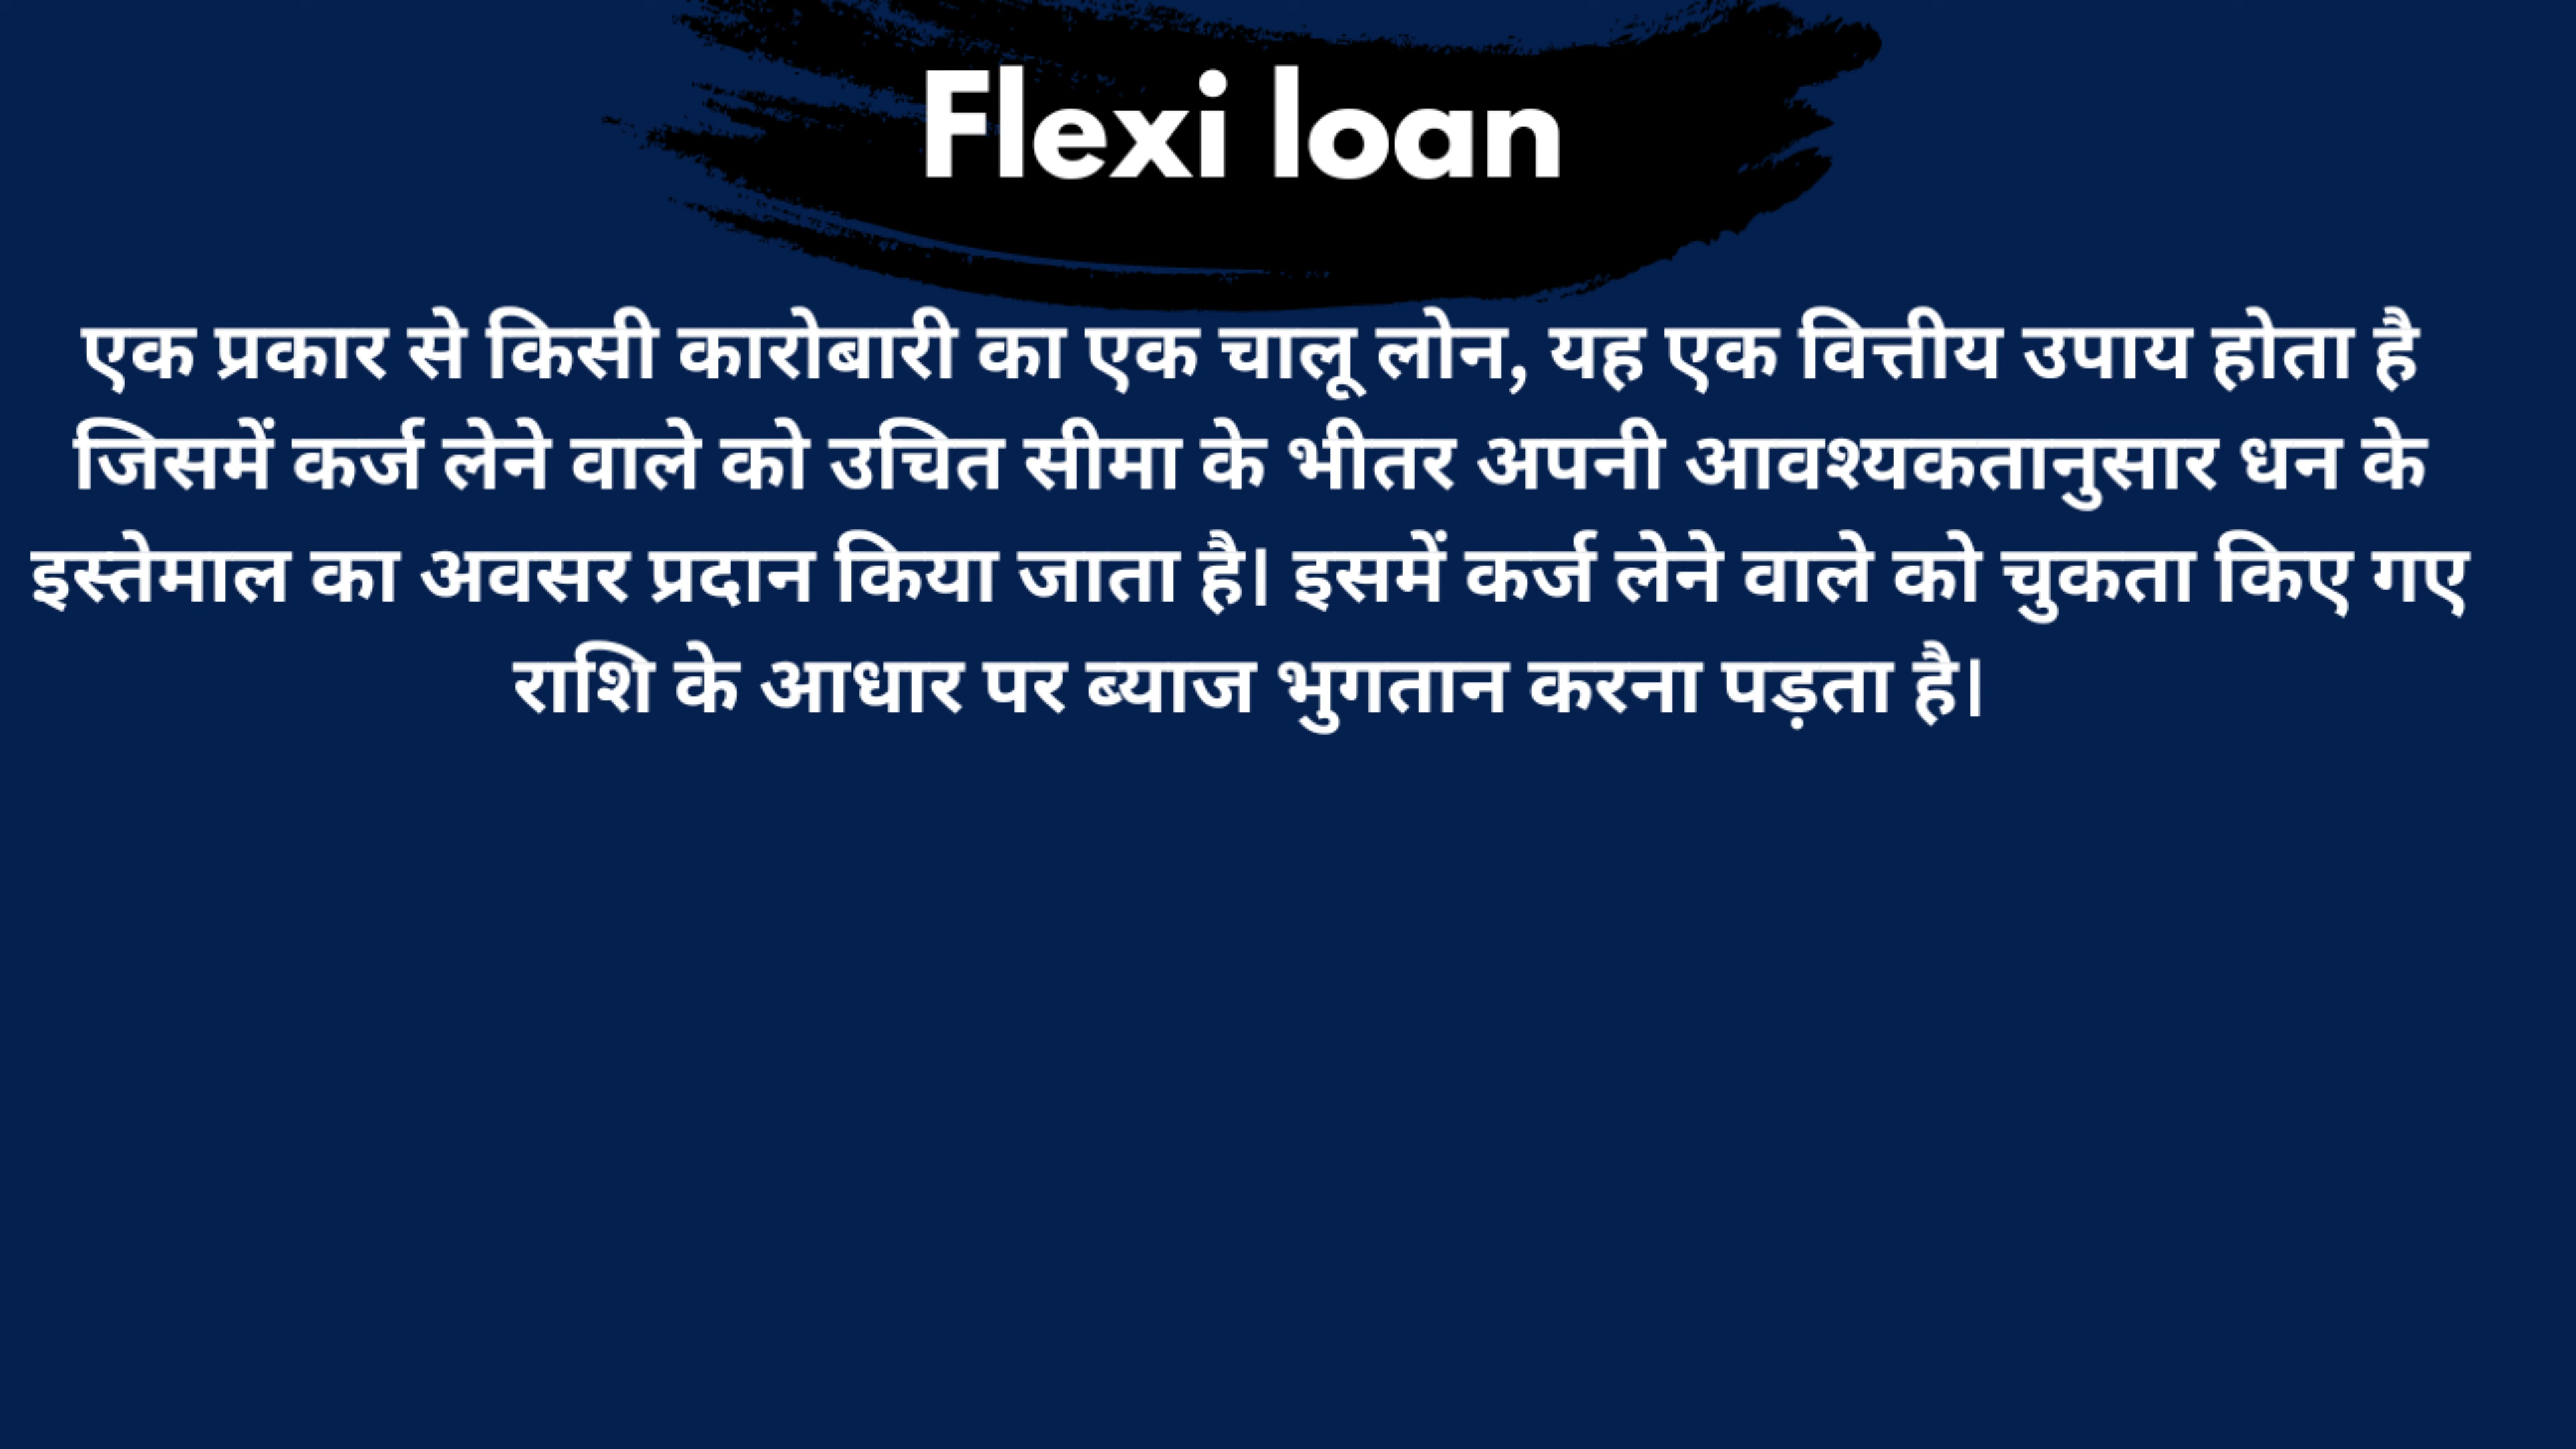 Flexi loan
एक प्रकार से किसी कारोबारी का एक चालू लोन, यह एक वित्तीय उपाय होता है
जिसमें कर्ज लेने वाले को उचित सीमा के भीतर अपनी आवश्यकतानुसार धन के
इस्तेमाल का अवसर प्रदान किया जाता है। इसमें कर्ज लेने वाले को चुकता किए गए
राशि के आधार पर ब्याज भुगतान करना पड़ता है।